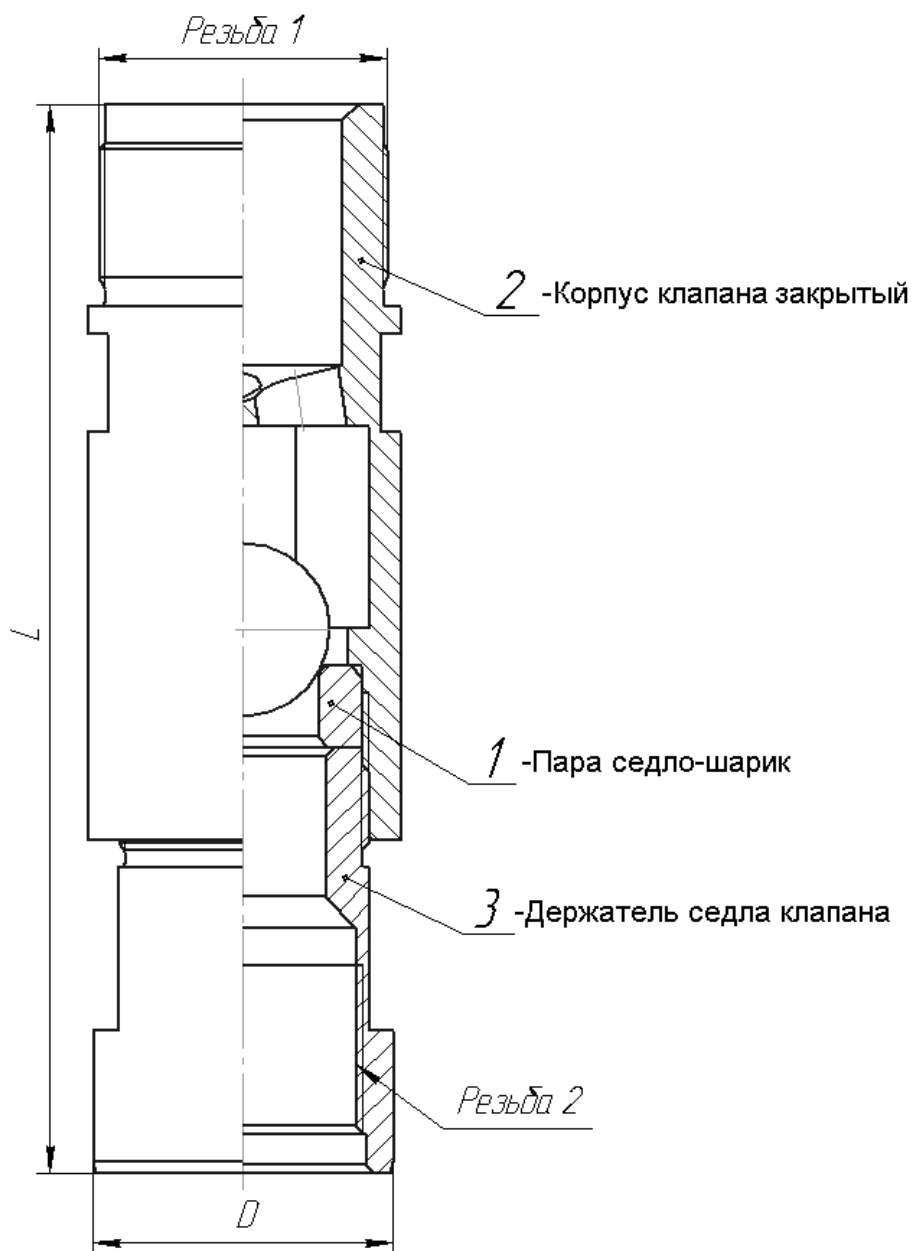 Резьба 1
2 -Корпус клапана закрытый
L
1 -Пара седло-шарик
3 -Держатель седла клапана
Резьба 2
D